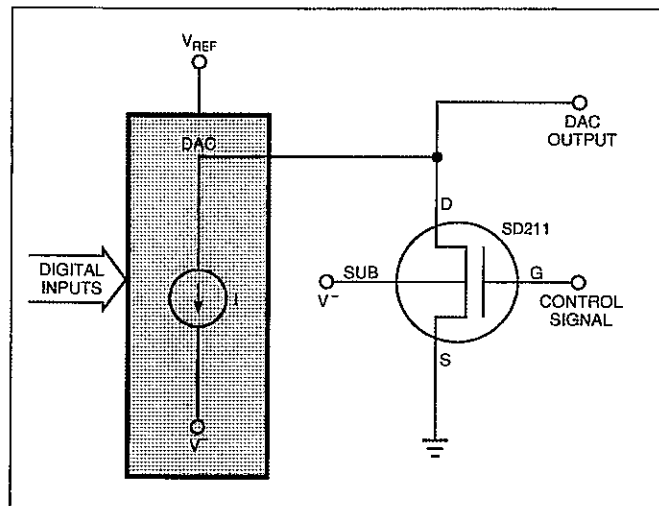 VREF
DAC
DAC
OUTPUT
D
SD211
DIGITAL
INPUTS
SUB
V−
G
CONTROL
SIGNAL
I
S
V−